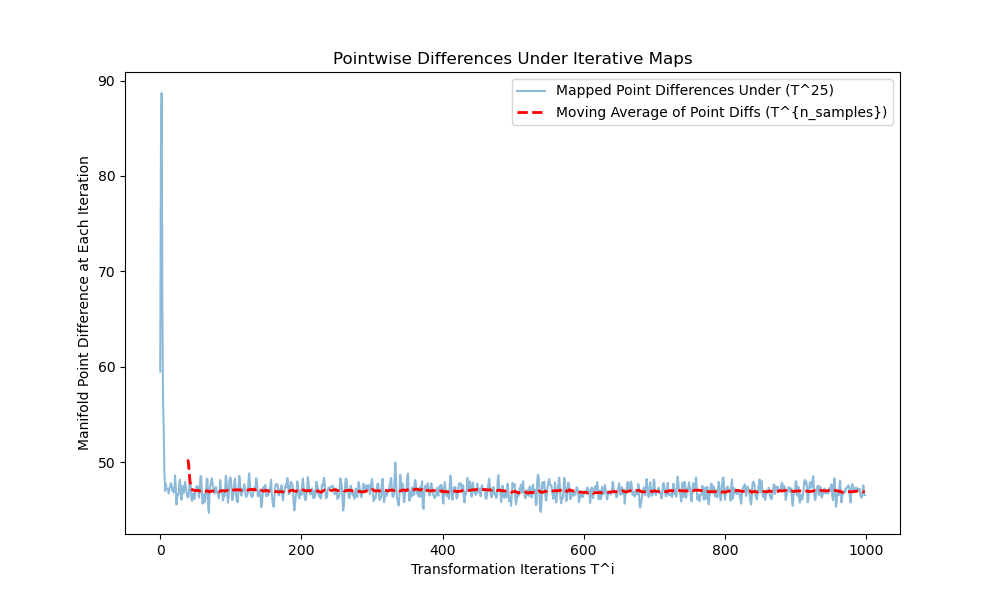 Pointwise Differences Under Iterative Maps
Mapped Point Differences Under (T^25)
Moving Average of Point Diffs (T^{n_samples})
Manifold Point Difference at Each Iteration
90
80
70
60
50
0
200
400
600
800
1000
Transformation Iterations T^i